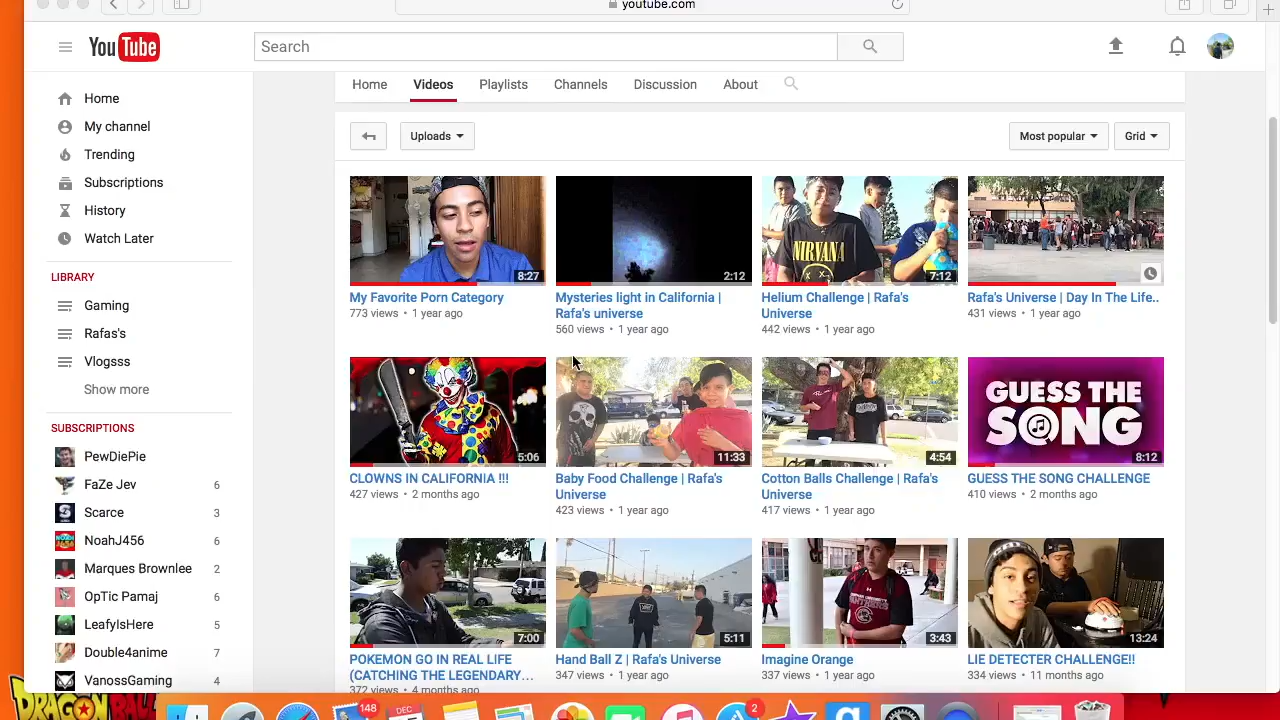 youtube.com
YouTube
Search
Home
Videos
Playlists
Channels
Discussion
About
Home
My channel
Trending
Subscriptions
History
Watch Later
LIBRARY
Gaming
Rafas's
Vlogsss
Show more
SUBSCRIPTIONS
PewDiePie
FaZe Jev 6
Scarce 3
NoahJ456 6
Marques Brownlee 2
OpTic Pamaj 6
LeafyIsHere 5
Double4anime 7
VanossGaming 4
Uploads
Most popular
Grid
8:27
My Favorite Porn Category
773 views • 1 year ago
2:12
Mysteries light in California |
Rafa's universe
560 views • 1 year ago
NIRVANA
7:12
Helium Challenge | Rafa's
Universe
442 views • 1 year ago
Rafa's Universe | Day In The Life..
431 views • 1 year ago
5:06
CLOWNS IN CALIFORNIA !!!
427 views • 2 months ago
11:33
Baby Food Challenge | Rafa's
Universe
423 views • 1 year ago
4:54
Cotton Balls Challenge | Rafa's
Universe
417 views • 1 year ago
GUESS THE
SONG
8:12
GUESS THE SONG CHALLENGE
410 views • 2 months ago
7:00
POKEMON GO IN REAL LIFE
(CATCHING THE LEGENDARY...
372 views • 4 months ago
5:11
Hand Ball Z | Rafa's Universe
347 views • 1 year ago
3:43
Imagine Orange
337 views • 1 year ago
13:24
LIE DETECTER CHALLENGE!!
334 views • 11 months ago
DRAGON BALL
148
DEC
2